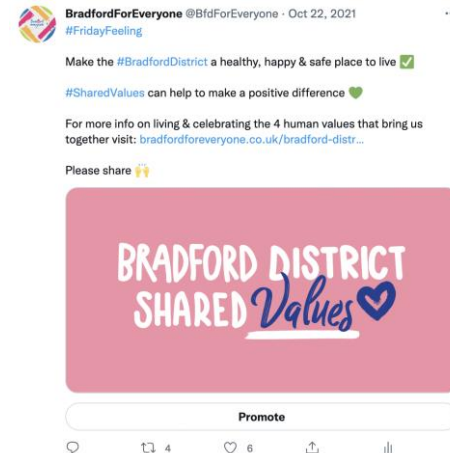 BradfordForEveryone @BfdForEveryone · Oct 22, 2021
#FridayFeeling
Make the #BradfordDistrict a healthy, happy & safe place to live ✅
#SharedValues can help to make a positive difference 💚
For more info on living & celebrating the 4 human values that bring us
together visit: bradfordforeveryone.co.uk/bradford-distr...
Please share 🙌
BRADFORD DISTRICT
SHARED Values
Promote
4 6